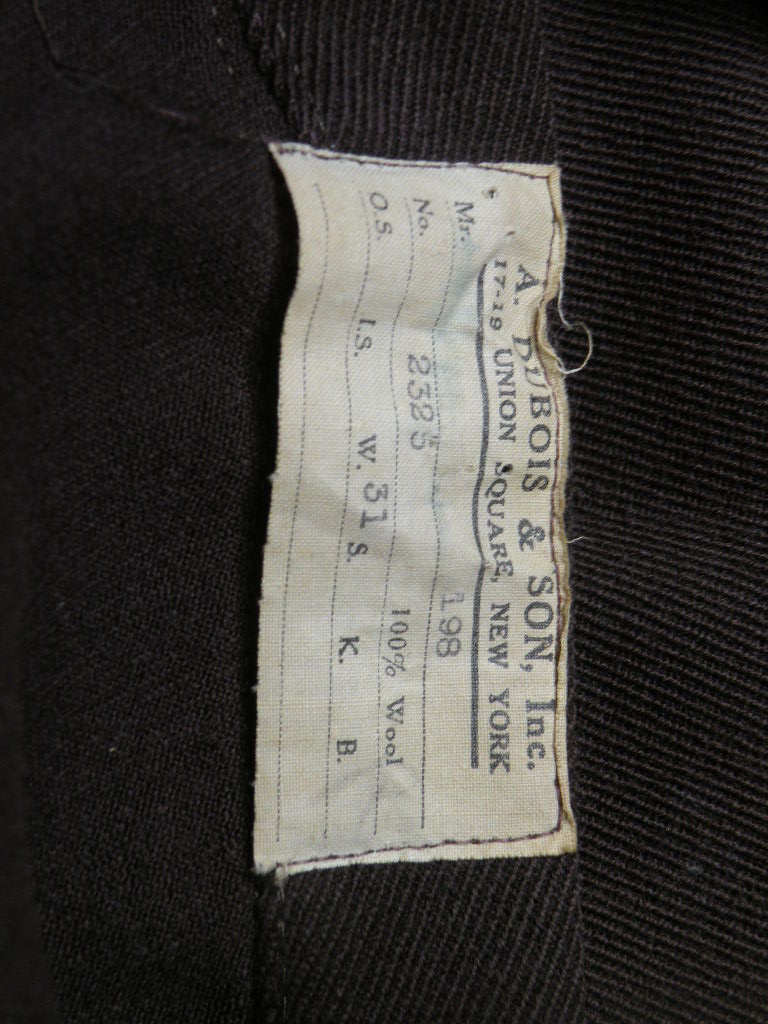 A. DUBOIS & SON, Inc.
17-19 UNION SQUARE, NEW YORK
Mr. 198
No. 2325 100% Wool
O.S. I.S. W. 31 S. K. B.